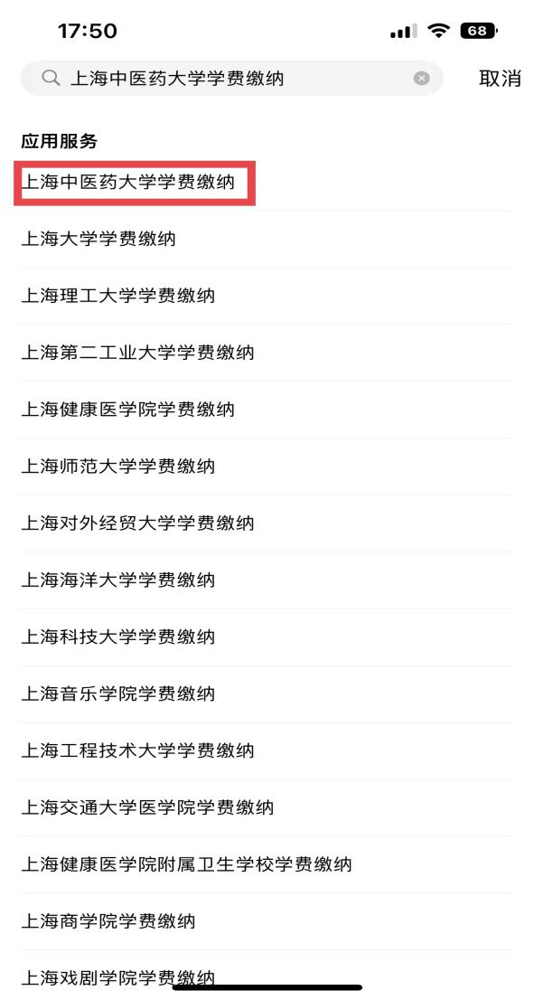 17:50
68
上海中医药大学学费缴纳
取消
应用服务
上海中医药大学学费缴纳
上海大学学费缴纳
上海理工大学学费缴纳
上海第二工业大学学费缴纳
上海健康医学院学费缴纳
上海师范大学学费缴纳
上海对外经贸大学学费缴纳
上海海洋大学学费缴纳
上海科技大学学费缴纳
上海音乐学院学费缴纳
上海工程技术大学学费缴纳
上海交通大学医学院学费缴纳
上海健康医学院附属卫生学校学费缴纳
上海商学院学费缴纳
上海戏剧学院学费缴纳